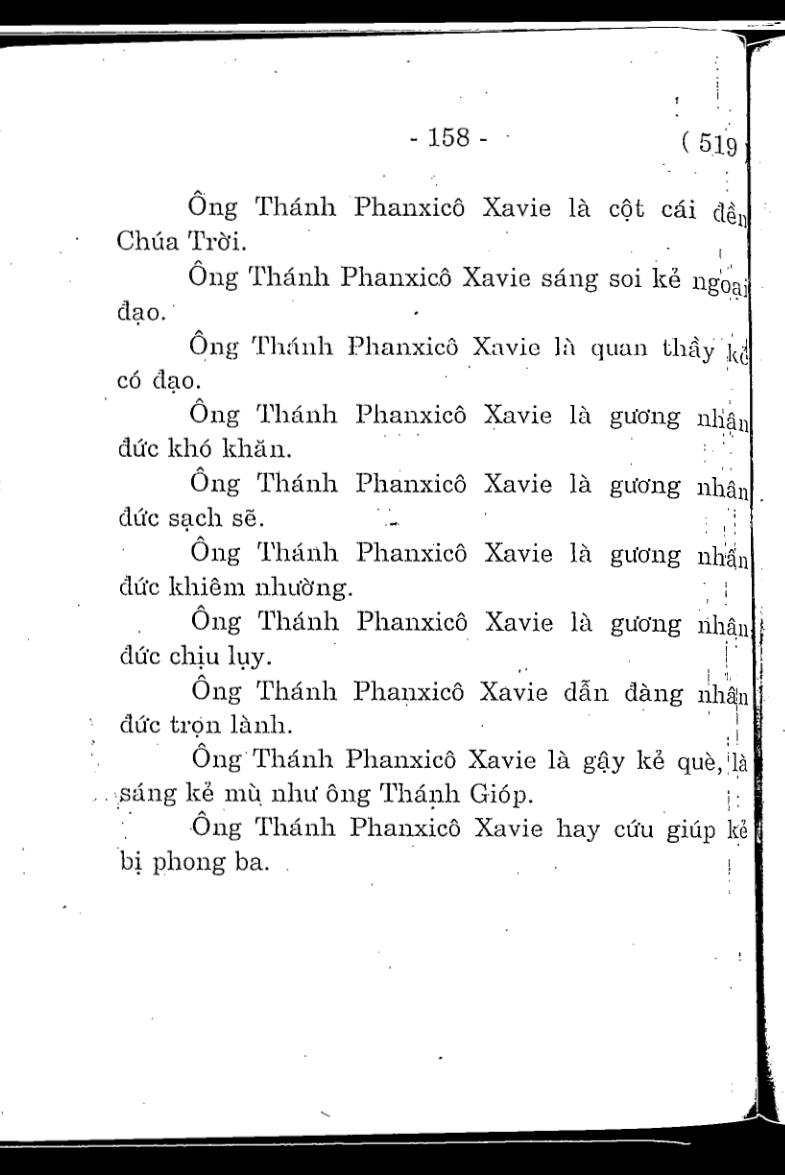 - 158 - ( 519
Ông Thánh Phanxicô Xavie là cột cái đền
Chúa Trời.
Ông Thánh Phanxicô Xavie sáng soi kẻ ngoại
đạo.
Ông Thánh Phanxicô Xavie là quan thầy kẻ
có đạo.
Ông Thánh Phanxicô Xavie là gương nhân
đức khó khăn.
Ông Thánh Phanxicô Xavie là gương nhân
đức sạch sẽ.
Ông Thánh Phanxicô Xavie là gương nhân
đức khiêm nhường.
Ông Thánh Phanxicô Xavie là gương nhân
đức chịu lụy.
Ông Thánh Phanxicô Xavie dẫn đàng nhân
đức trọn lành.
Ông Thánh Phanxicô Xavie là gậy kẻ què, là
sáng kẻ mù như ông Thánh Gióp.
Ông Thánh Phanxicô Xavie hay cứu giúp kẻ
bị phong ba.